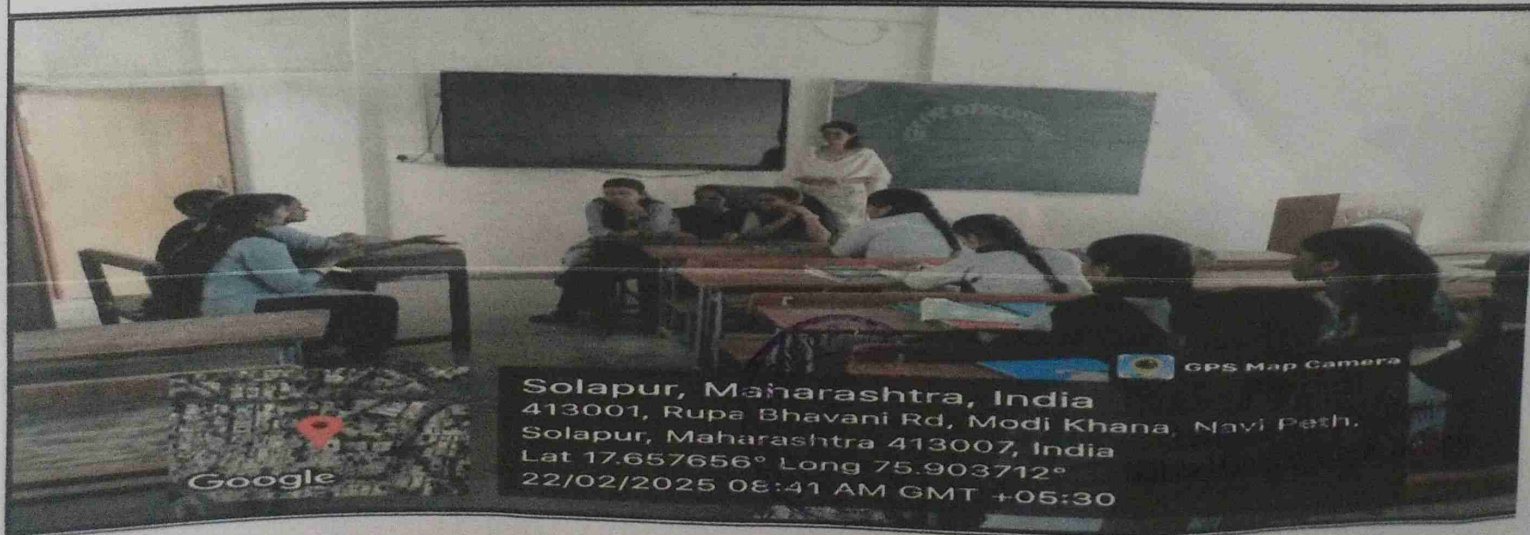 GPS Map Camera
Solapur, Maharashtra, India
413001, Rupa Bhavani Rd, Modi Khana, Navi Peth,
Solapur, Maharashtra 413007, India
Lat 17.657656° Long 75.903712°
22/02/2025 08:41 AM GMT +05:30
Google